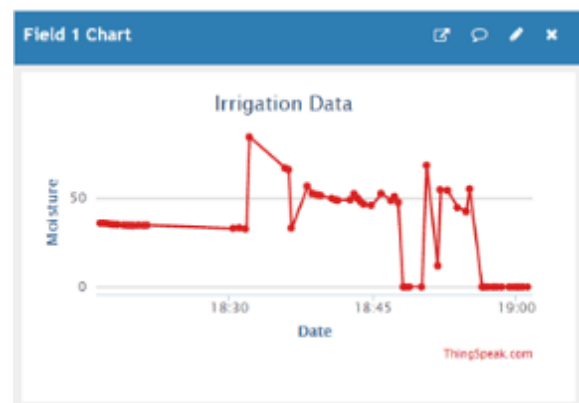 Field 1 Chart
Irrigation Data
Moisture
50
0
18:30 18:45 19:00
Date
ThingSpeak.com